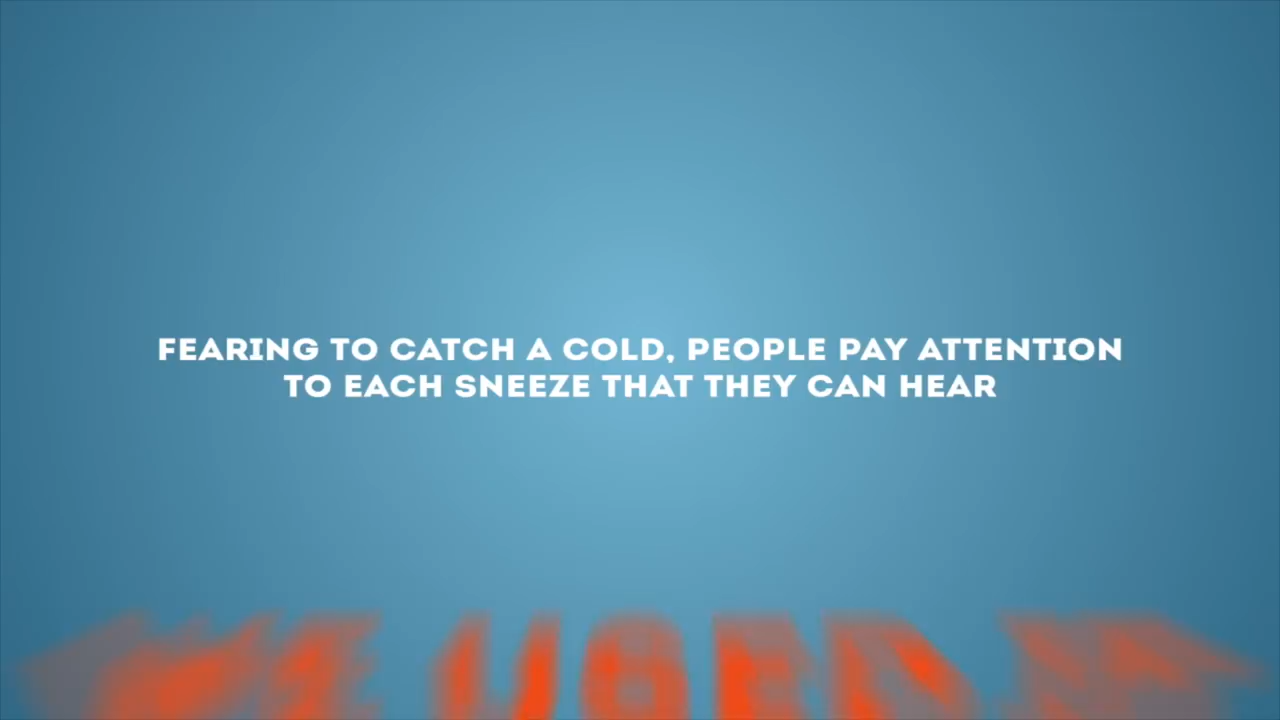 FEARING TO CATCH A COLD, PEOPLE PAY ATTENTION
TO EACH SNEEZE THAT THEY CAN HEAR